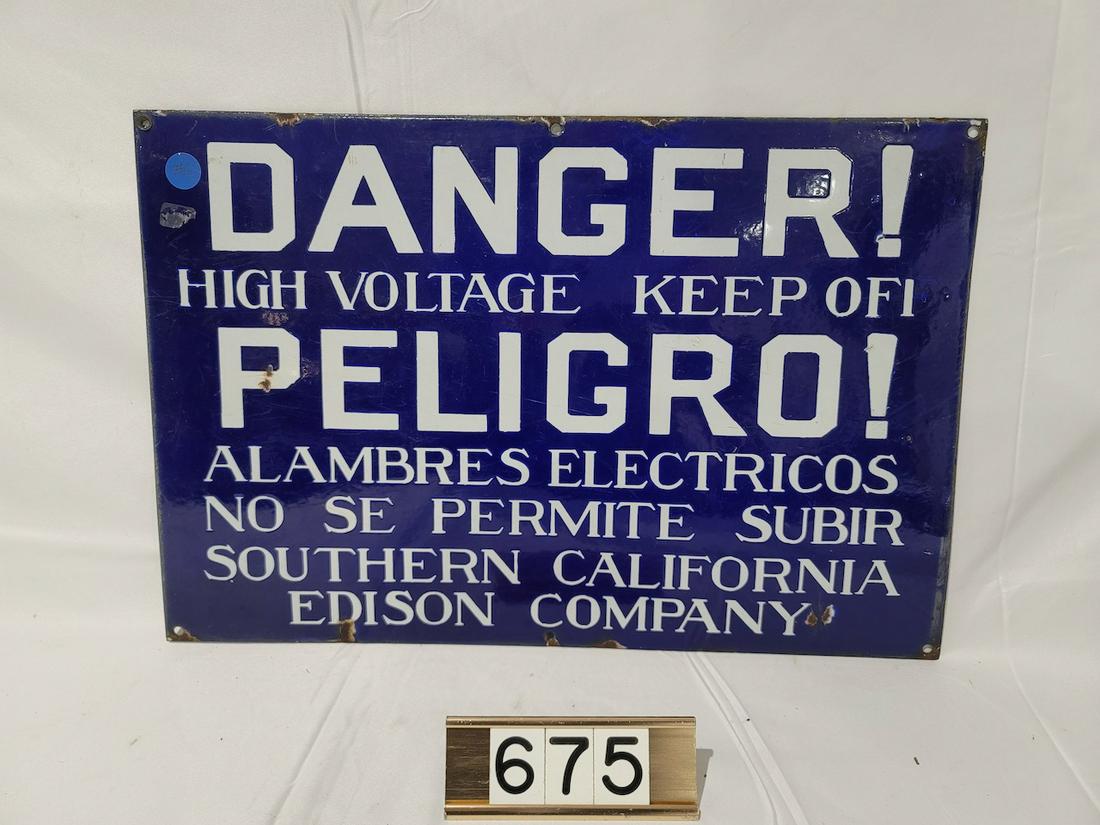 DANGER!
HIGH VOLTAGE KEEP OFI
PELIGRO!
ALAMBRES ELECTRICOS
NO SE PERMITE SUBIR
SOUTHERN CALIFORNIA
EDISON COMPANY
675